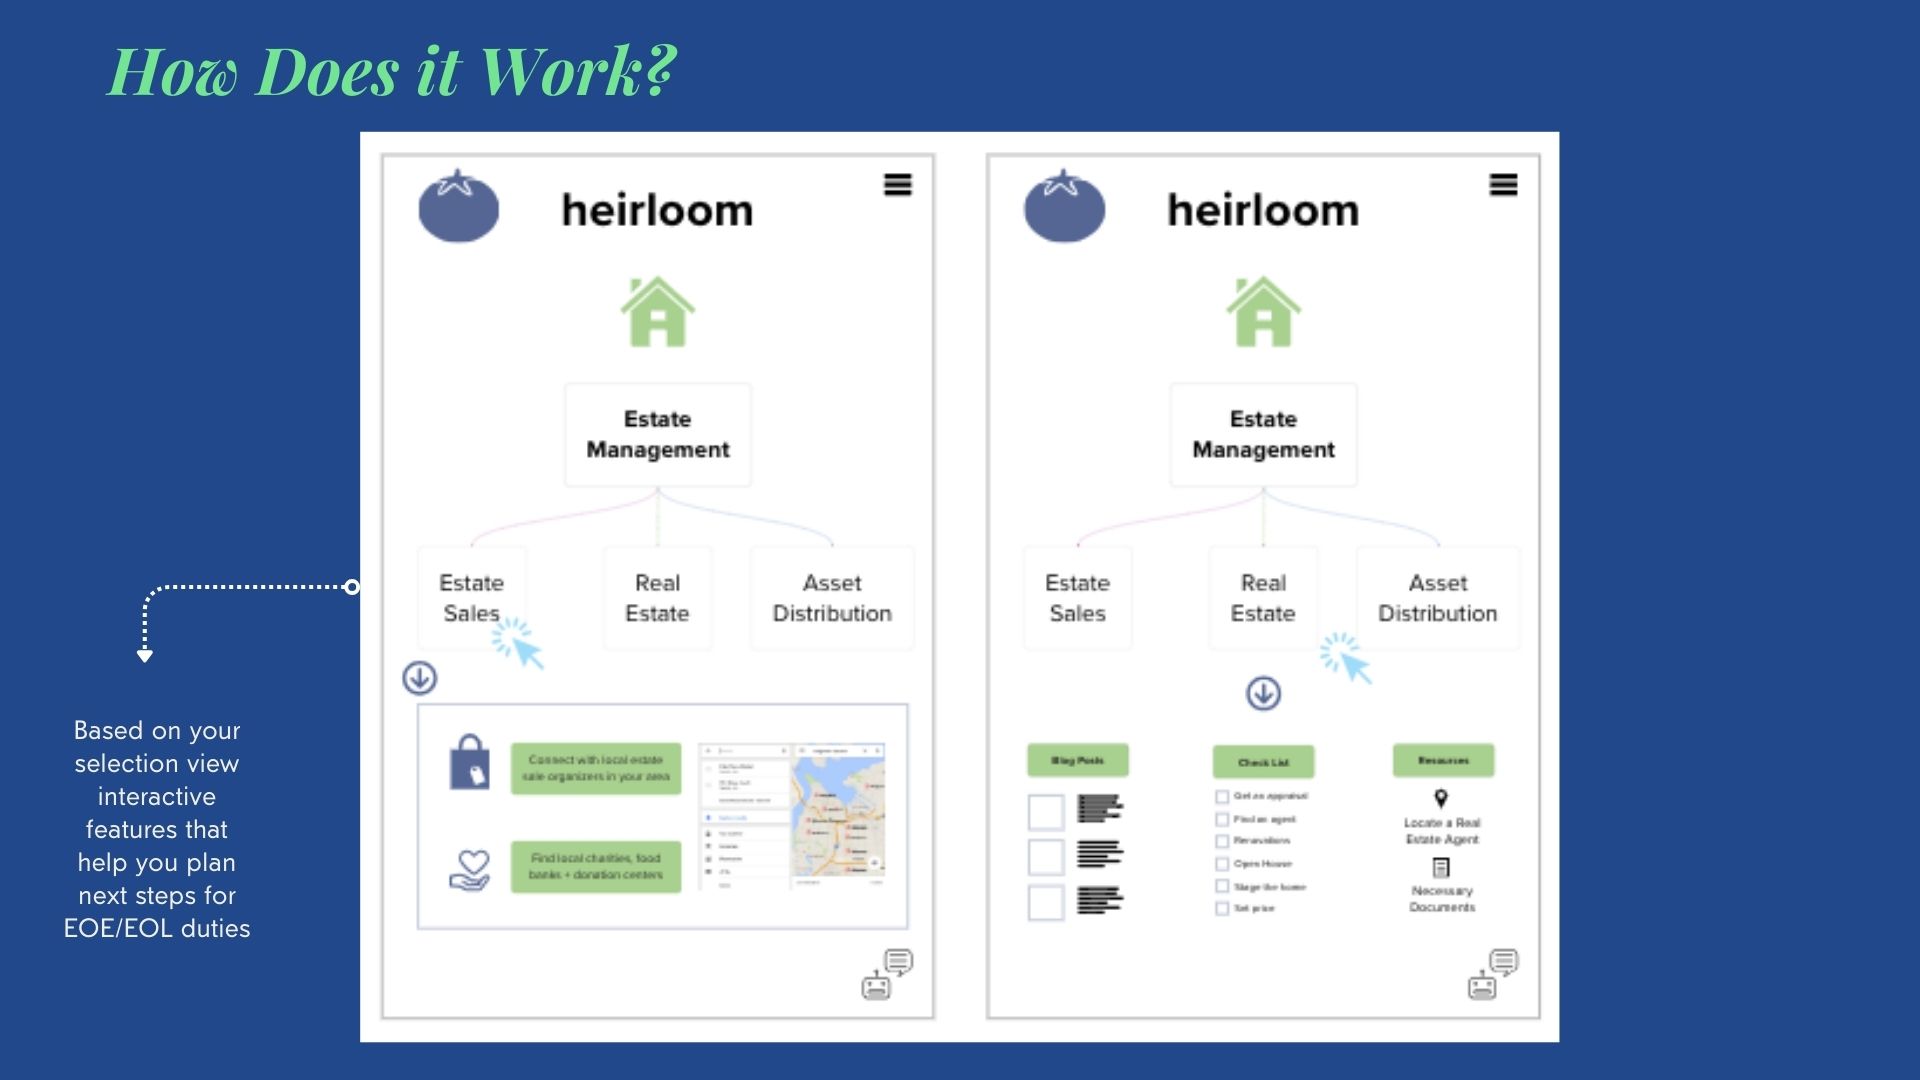 How Does it Work?
heirloom
Estate
Management
Estate
Sales
Real
Estate
Asset
Distribution
Connect with local estate
sale organizers in your area
Find local charities, food
banks + donation centers
heirloom
Estate
Management
Estate
Sales
Real
Estate
Asset
Distribution
Blog Posts
Check List
Get an appraisal
Find an agent
Renovations
Open House
Stage the home
Set price
Resources
Locate a Real
Estate Agent
Necessary
Documents
Based on your
selection view
interactive
features that
help you plan
next steps for
EOE/EOL duties